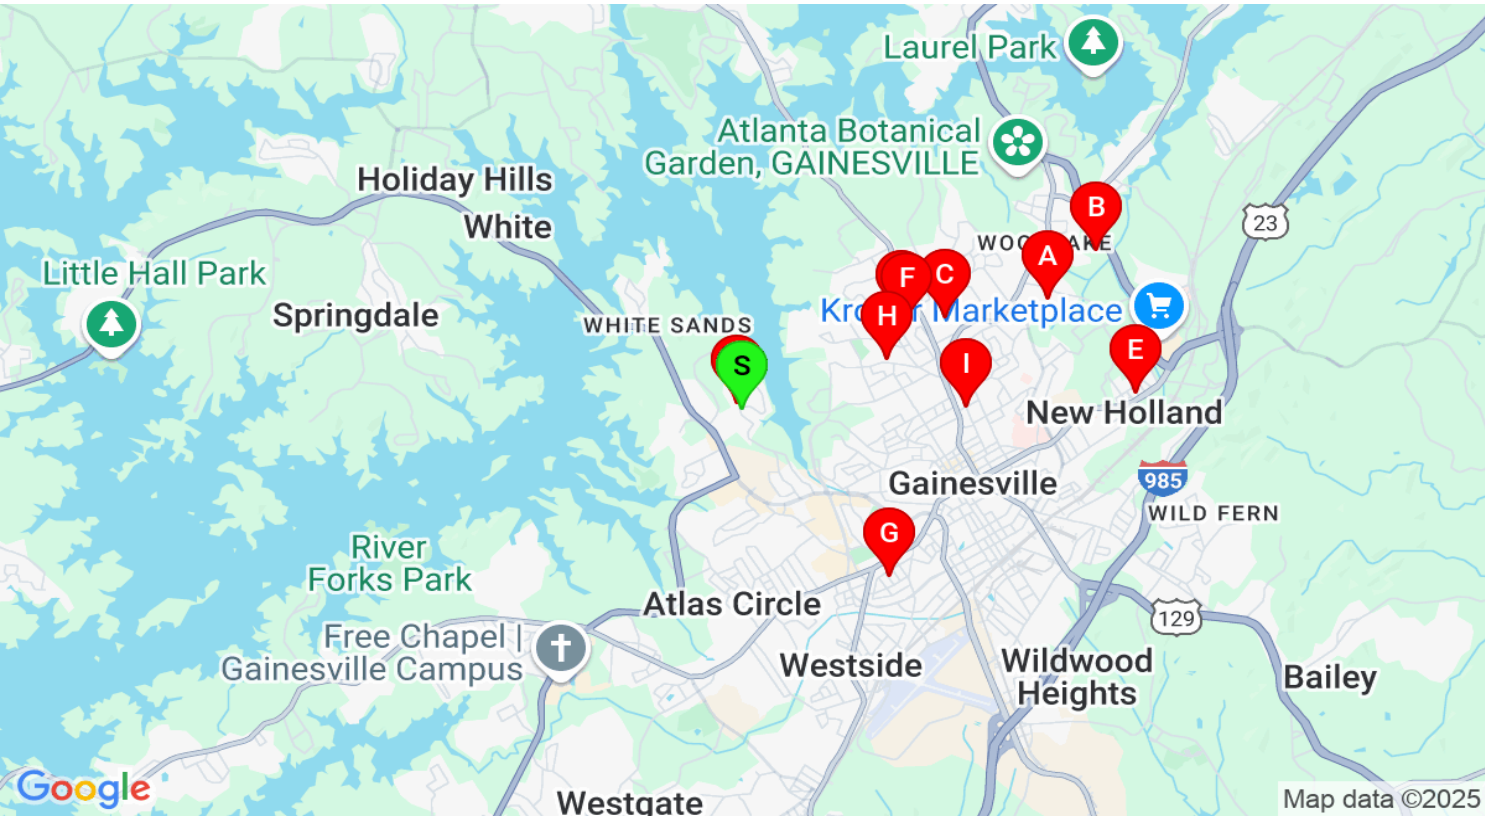 Laurel Park
Atlanta Botanical
Garden, GAINESVILLE
Holiday Hills
White
B
23
A
C
F
Little Hall Park
Springdale
WHITE SANDS
H
Marketplace
I
E
S
New Holland
985
Gainesville
WILD FERN
G
River
Forks Park
Atlas Circle
129
Free Chapel |
Gainesville Campus
Westside
Wildwood
Heights
Bailey
Google
Westgate
Map data ©2025